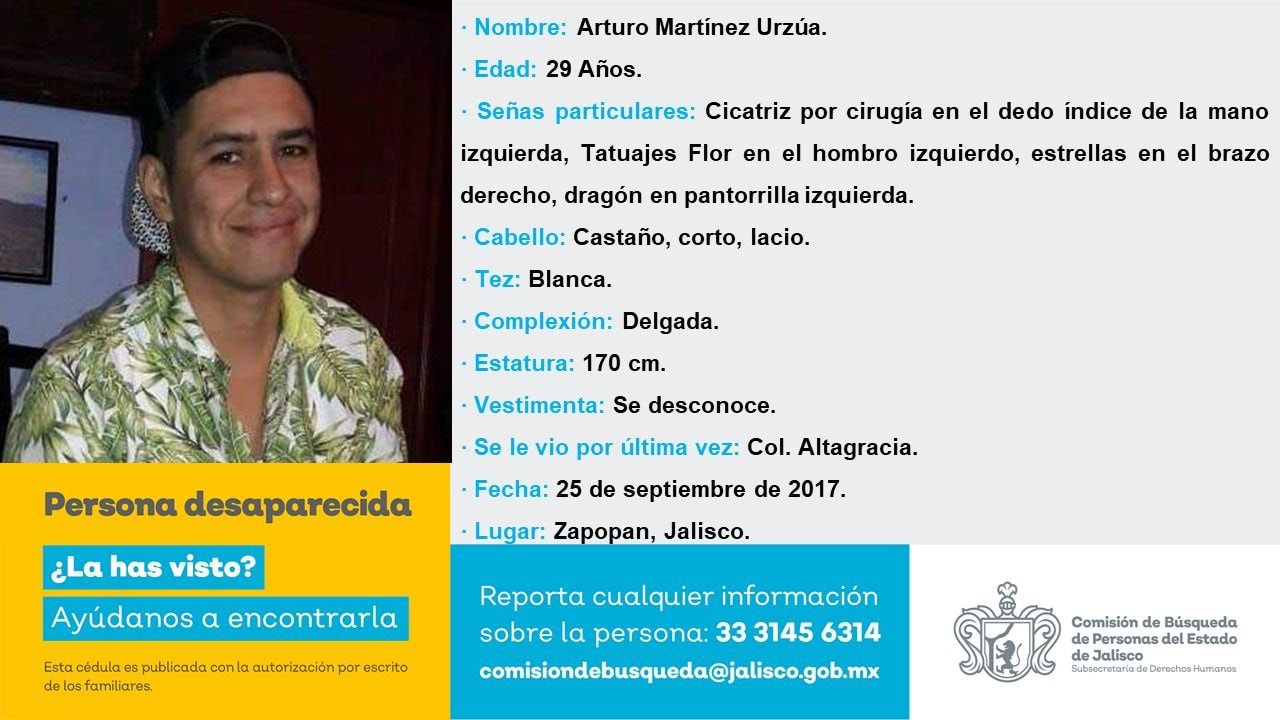 · Nombre: Arturo Martínez Urzúa.
· Edad: 29 Años.
· Señas particulares: Cicatriz por cirugía en el dedo índice de la mano
izquierda, Tatuajes Flor en el hombro izquierdo, estrellas en el brazo
derecho, dragón en pantorrilla izquierda.
· Cabello: Castaño, corto, lacio.
· Tez: Blanca.
· Complexión: Delgada.
· Estatura: 170 cm.
· Vestimenta: Se desconoce.
· Se le vio por última vez: Col. Altagracia.
· Fecha: 25 de septiembre de 2017.
· Lugar: Zapopan, Jalisco.
Persona desaparecida
¿La has visto?
Ayúdanos a encontrarla
Esta cédula es publicada con la autorización por escrito
de los familiares.
Reporta cualquier información
sobre la persona: 33 3145 6314
comisiondebusqueda@jalisco.gob.mx
Comisión de Búsqueda
de Personas del Estado
de Jalisco
Subsecretaría de Derechos Humanos